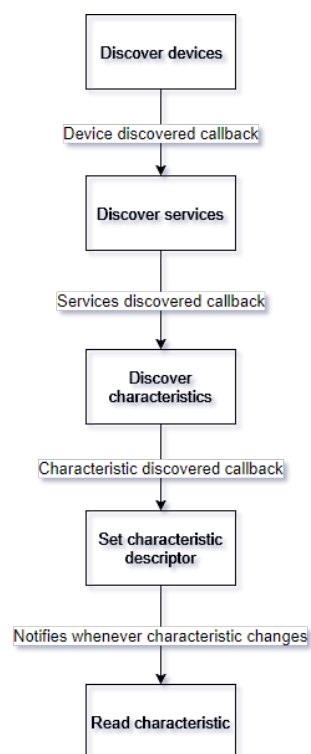 Discover devices
Device discovered callback
Discover services
Services discovered callback
Discover
characteristics
Characteristic discovered callback
Set characteristic
descriptor
Notifies whenever characteristic changes
Read characteristic